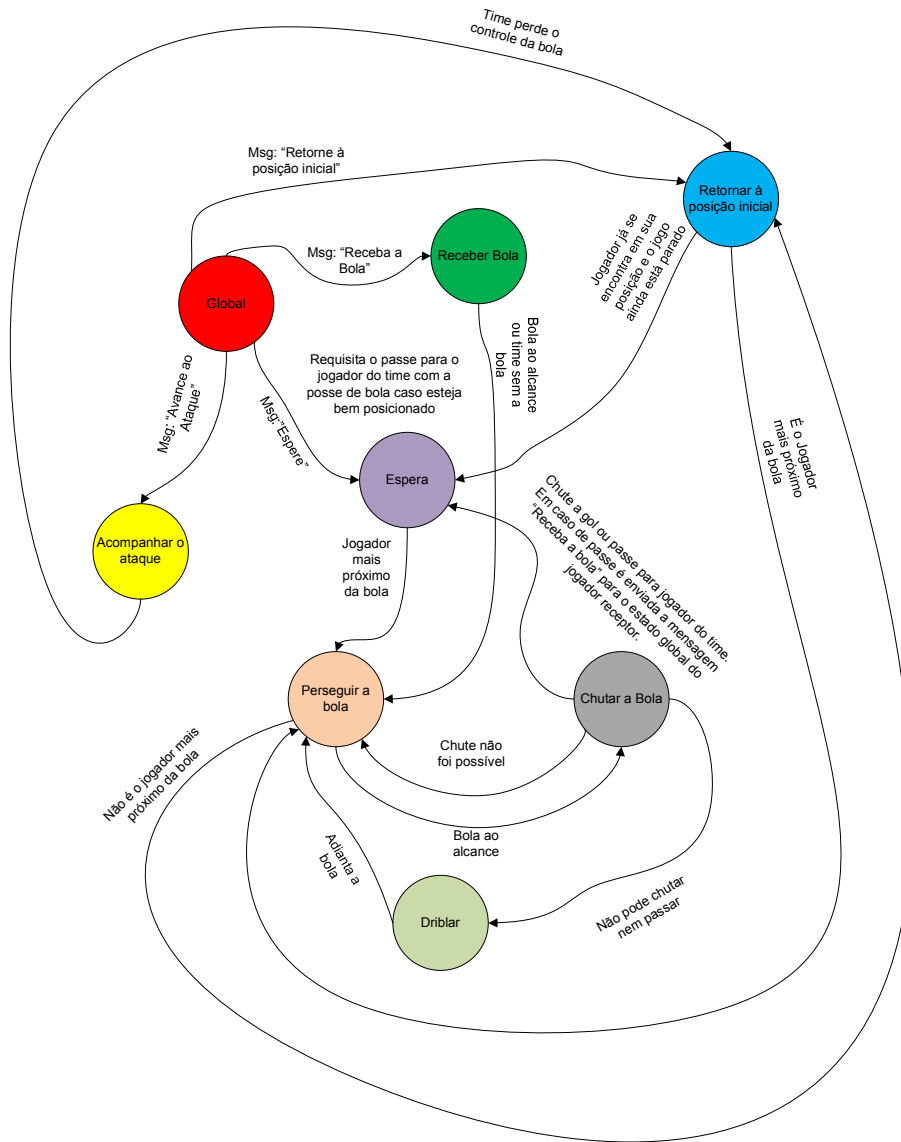 Time perde o
controle da bola
Msg: “Retorne à
posição inicial”
Retornar à
posição inicial
Msg: “Receba a
Bola”
Receber Bola
Jogador já se
encontra em sua
posição e o jogo
ainda está parado
Global
Bola ao alcance
ou time sem a
bola
Requisita o passe para o
jogador do time com a
posse de bola caso esteja
bem posicionado
Msg: “Avance ao
Ataque”
Msg:”Espere”
É o Jogador
mais próximo
da bola
Espera
Chute a gol ou passe para jogador do time.
Em caso de passe é enviada a mensagem
“Receba a bola” para o estado global do
jogador receptor.
Acompanhar o
ataque
Jogador
mais
próximo
da bola
Perseguir a
bola
Chutar a Bola
Não é o jogador mais
próximo da bola
Chute não
foi possível
Bola ao
alcance
Adianta a
bola
Driblar
Não pode chutar
nem passar